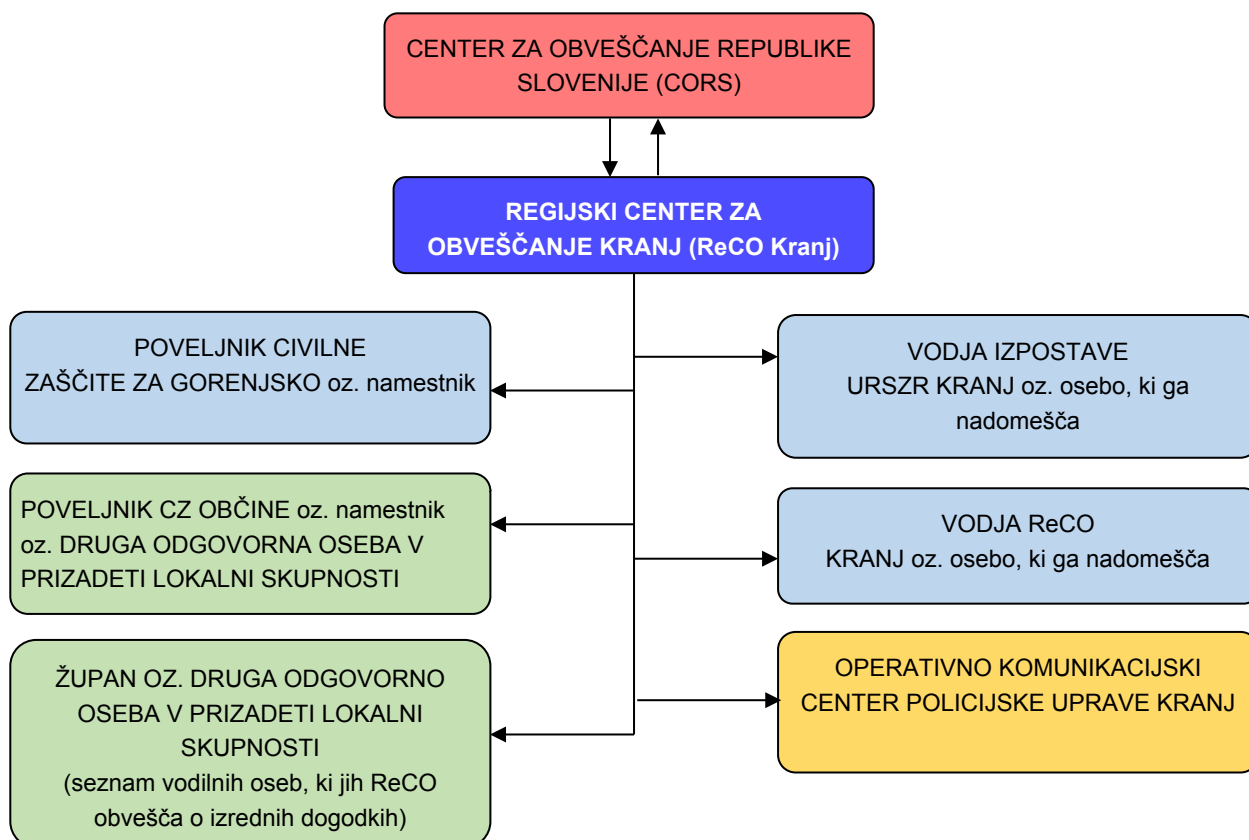 CENTER ZA OBVEŠČANJE REPUBLIKE
SLOVENIJE (CORS)
REGIJSKI CENTER ZA
OBVEŠČANJE KRANJ (ReCO Kranj)
POVELJNIK CIVILNE
ZAŠČITE ZA GORENJSKO oz. namestnik
VODJA IZPOSTAVE
URSZR KRANJ oz. osebo, ki ga
nadomešča
POVELJNIK CZ OBČINE oz. namestnik
oz. DRUGA ODGOVORNA OSEBA V
PRIZADETI LOKALNI SKUPNOSTI
VODJA ReCO
KRANJ oz. osebo, ki ga nadomešča
ŽUPAN OZ. DRUGA ODGOVORNO
OSEBA V PRIZADETI LOKALNI
SKUPNOSTI
(seznam vodilnih oseb, ki jih ReCO
obvešča o izrednih dogodkih)
OPERATIVNO KOMUNIKACIJSKI
CENTER POLICIJSKE UPRAVE KRANJ